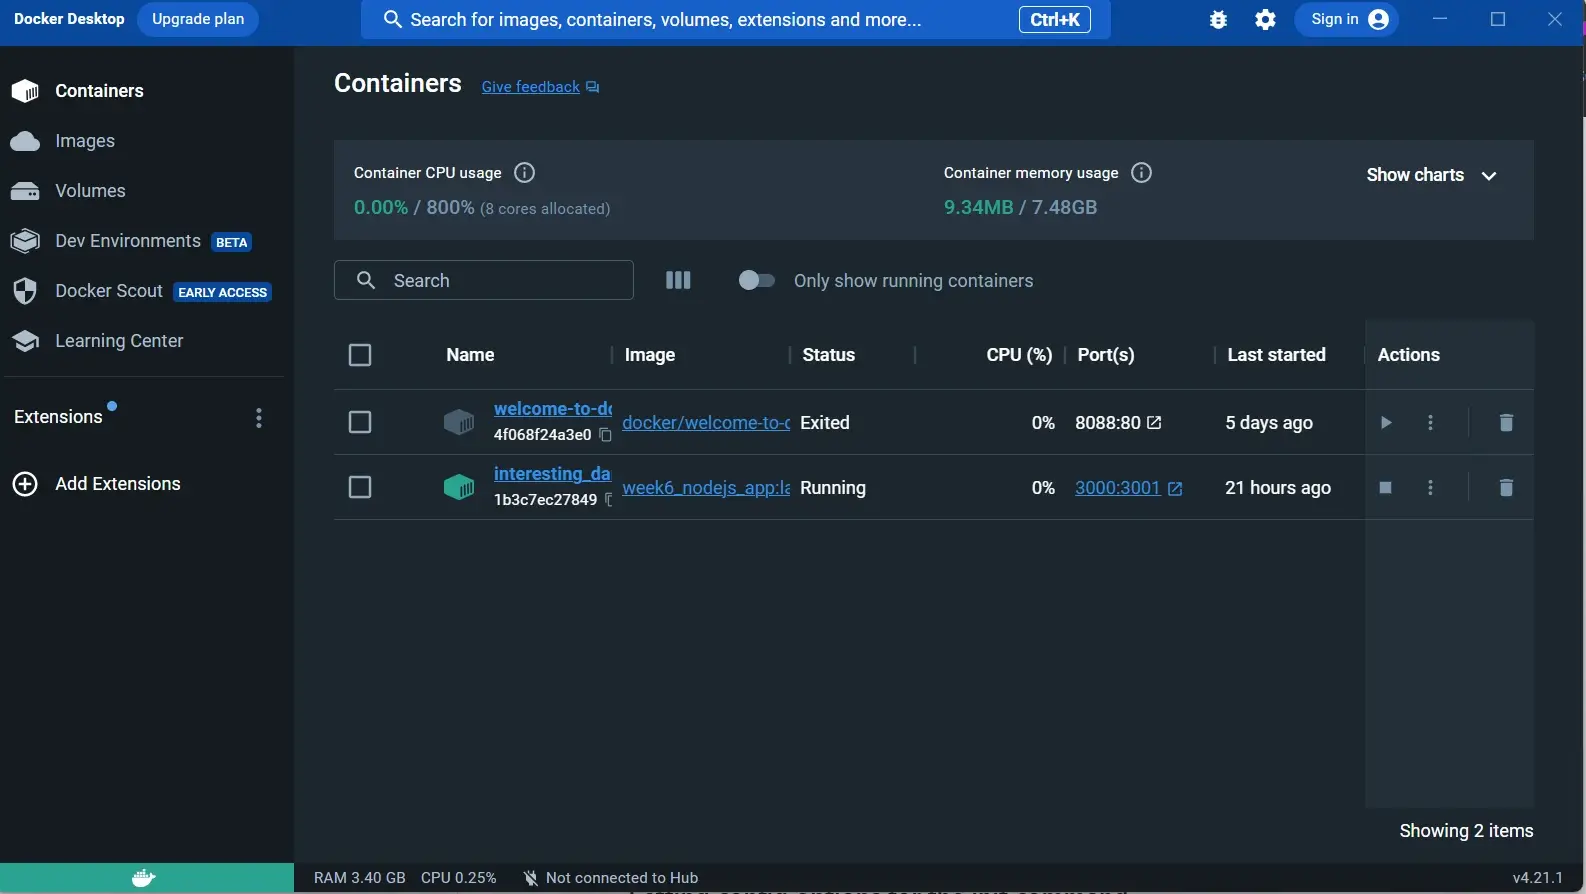 Docker Desktop
Upgrade plan
Search for images, containers, volumes, extensions and more...
Ctrl+K
Sign in
Containers
Images
Volumes
Dev Environments BETA
Docker Scout EARLY ACCESS
Learning Center
Extensions
Add Extensions
Containers
Give feedback
Container CPU usage
0.00% / 800% (8 cores allocated)
Container memory usage
9.34MB / 7.48GB
Show charts
Search
Only show running containers
Name Image Status CPU (%) Port(s) Last started Actions
welcome-to-do
4f068f24a3e0
docker/welcome-to-d
Exited 0% 8088:80 5 days ago
interesting_da
1b3c7ec27849
week6_nodejs_app:la
Running 0% 3000:3001 21 hours ago
Showing 2 items
RAM 3.40 GB CPU 0.25% Not connected to Hub
v4.21.1